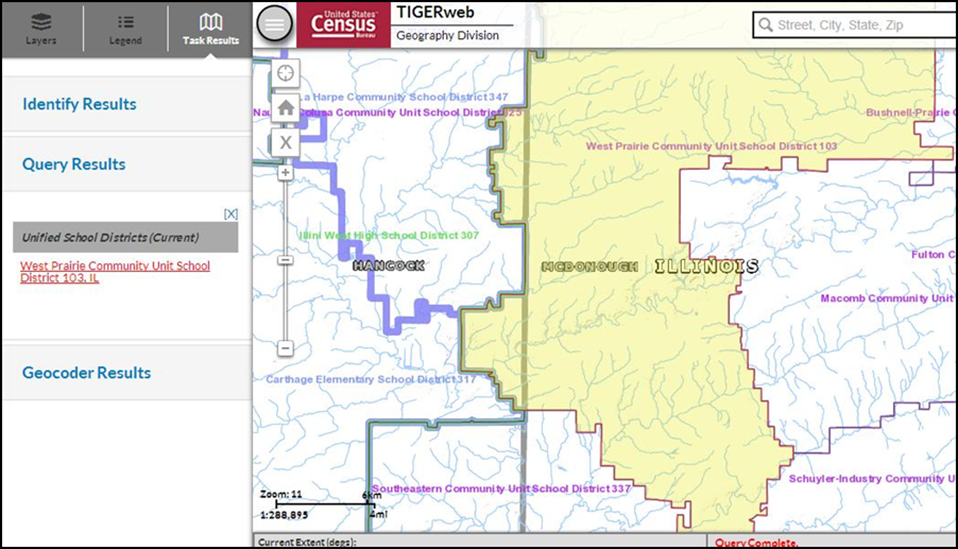 Layers
Legend
Task Results
United States®
Census
Bureau
TIGERweb
Geography Division
Street, City, State, Zip
Identify Results
Query Results
[X]
Unified School Districts (Current)
West Prairie Community Unit School
District 103, IL
Geocoder Results
X
La Harpe Community School District 347
Community Unit School District 325
Bushnell-Prairie
West Prairie Community Unit School District 103
Illini West High School District 307
HANCOCK
MCDONOUGH
ILLINOIS
Fulton C
Macomb Community Unit
Carthage Elementary School District 317
Southeastern Community Unit School District 337
Schuyler-Industry Community U
Zoom: 11
6km
1:288,895
4mi
Current Extent (degs):
Query Complete.